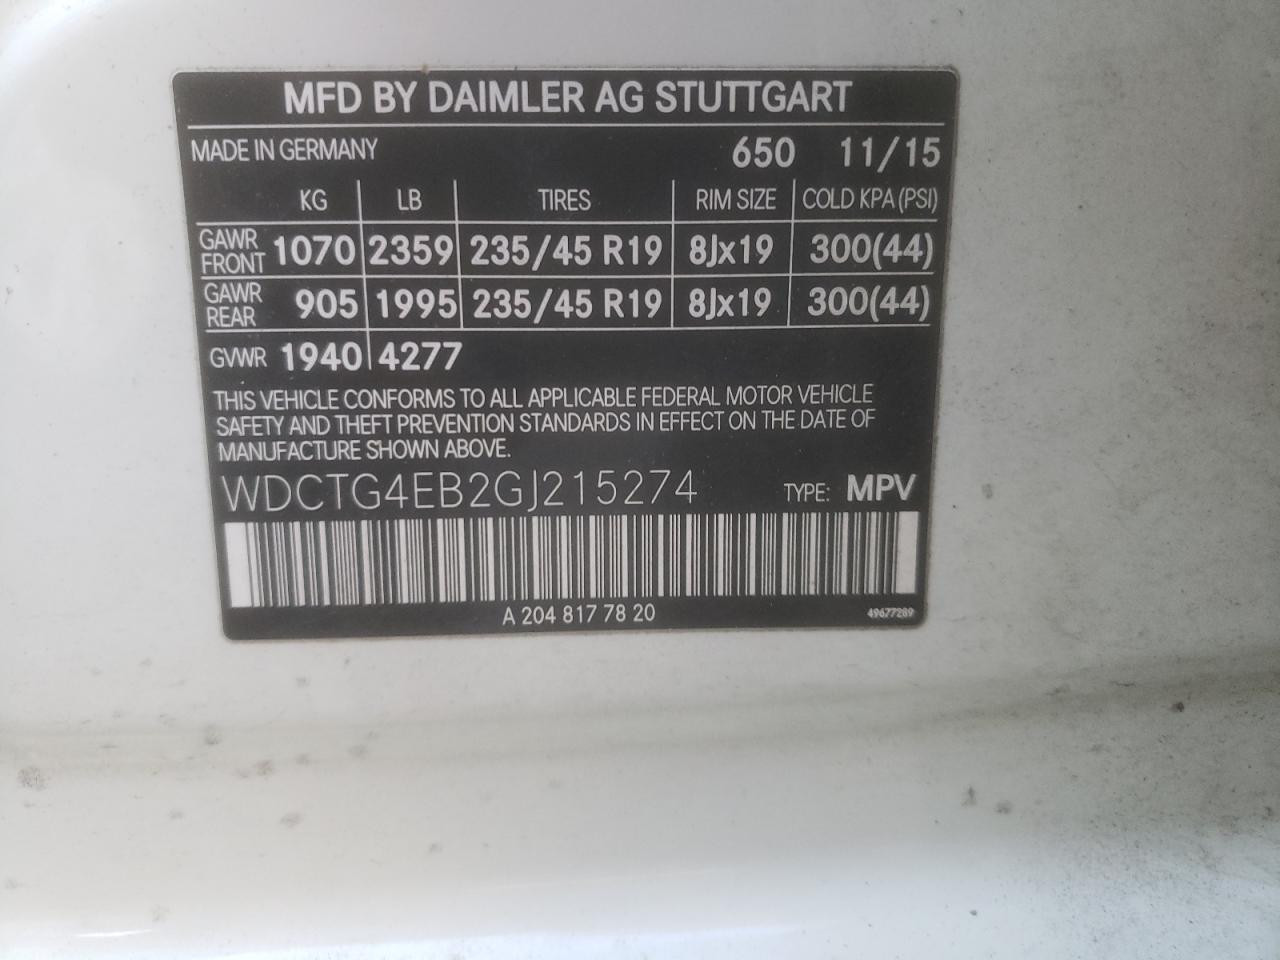 MFD BY DAIMLER AG STUTTGART
MADE IN GERMANY 650 11/15
KG LB TIRES RIM SIZE COLD KPA (PSI)
GAWR FRONT 1070 2359 235/45 R19 8Jx19 300(44)
GAWR REAR 905 1995 235/45 R19 8Jx19 300(44)
GVWR 1940 4277
THIS VEHICLE CONFORMS TO ALL APPLICABLE FEDERAL MOTOR VEHICLE
SAFETY AND THEFT PREVENTION STANDARDS IN EFFECT ON THE DATE OF
MANUFACTURE SHOWN ABOVE.
WDCTG4EB2GJ215274 TYPE: MPV
A 204 817 78 20 49677289